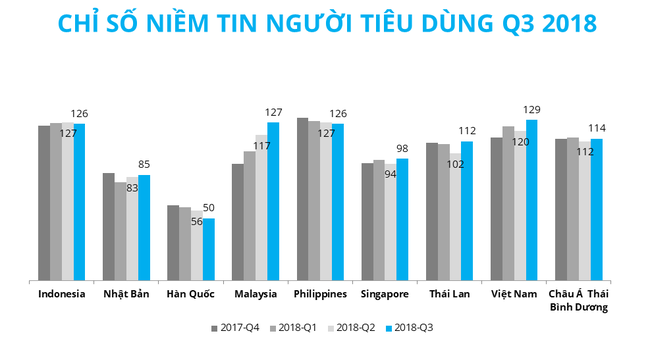 CHỈ SỐ NIỀM TIN NGƯỜI TIÊU DÙNG Q3 2018
126
127
85
83
50
56
127
117
126
127
98
94
112
102
129
120
114
112
Indonesia
Nhật Bản
Hàn Quốc
Malaysia
Philippines
Singapore
Thái Lan
Việt Nam
Châu Á Thái
Bình Dương
2017-Q4 2018-Q1 2018-Q2 2018-Q3